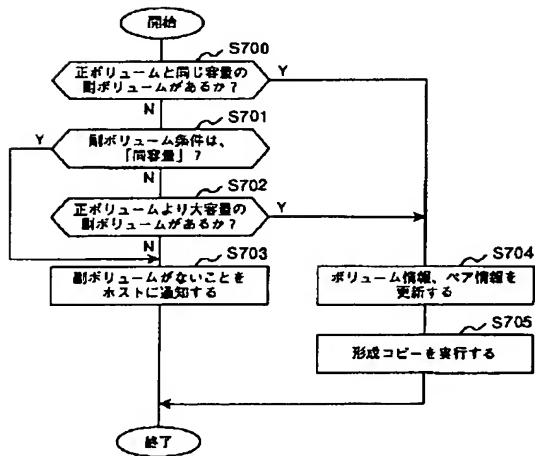 開始
S700
正ボリュームと同じ容量の
副ボリュームがあるか?
Y
N
S701
Y
副ボリューム条件は、
「同容量」?
N
S702
正ボリュームより大容量の
副ボリュームがあるか?
Y
N
S703
副ボリュームがないことを
ホストに通知する
S704
ボリューム情報、ペア情報を
更新する
S705
形成コピーを実行する
終了